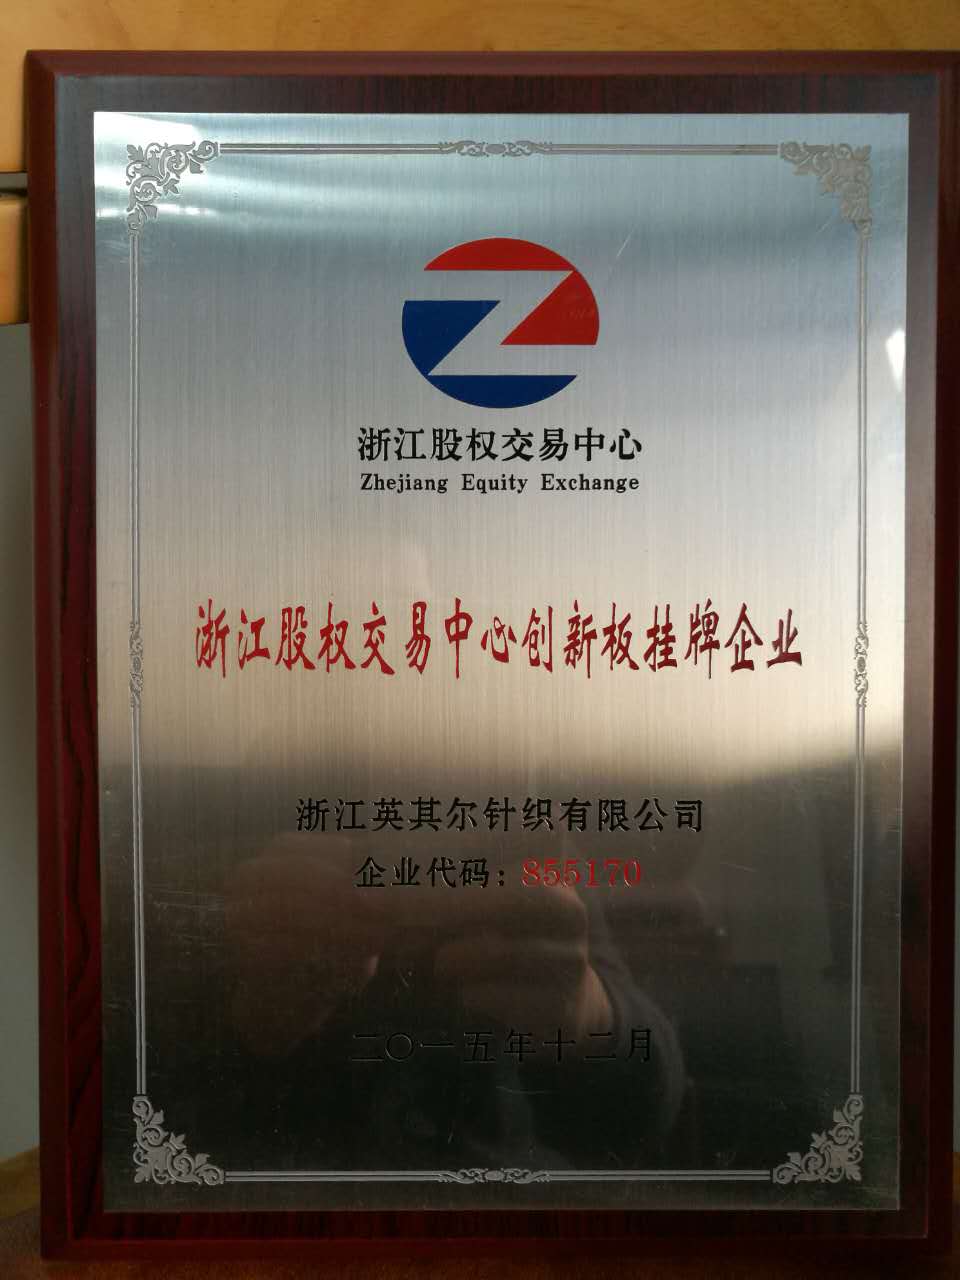 浙江股权交易中心
Zhejiang Equity Exchange
浙江股权交易中心创新板挂牌企业
浙江英其尔针织有限公司
企业代码：855170
二〇一五年十二月